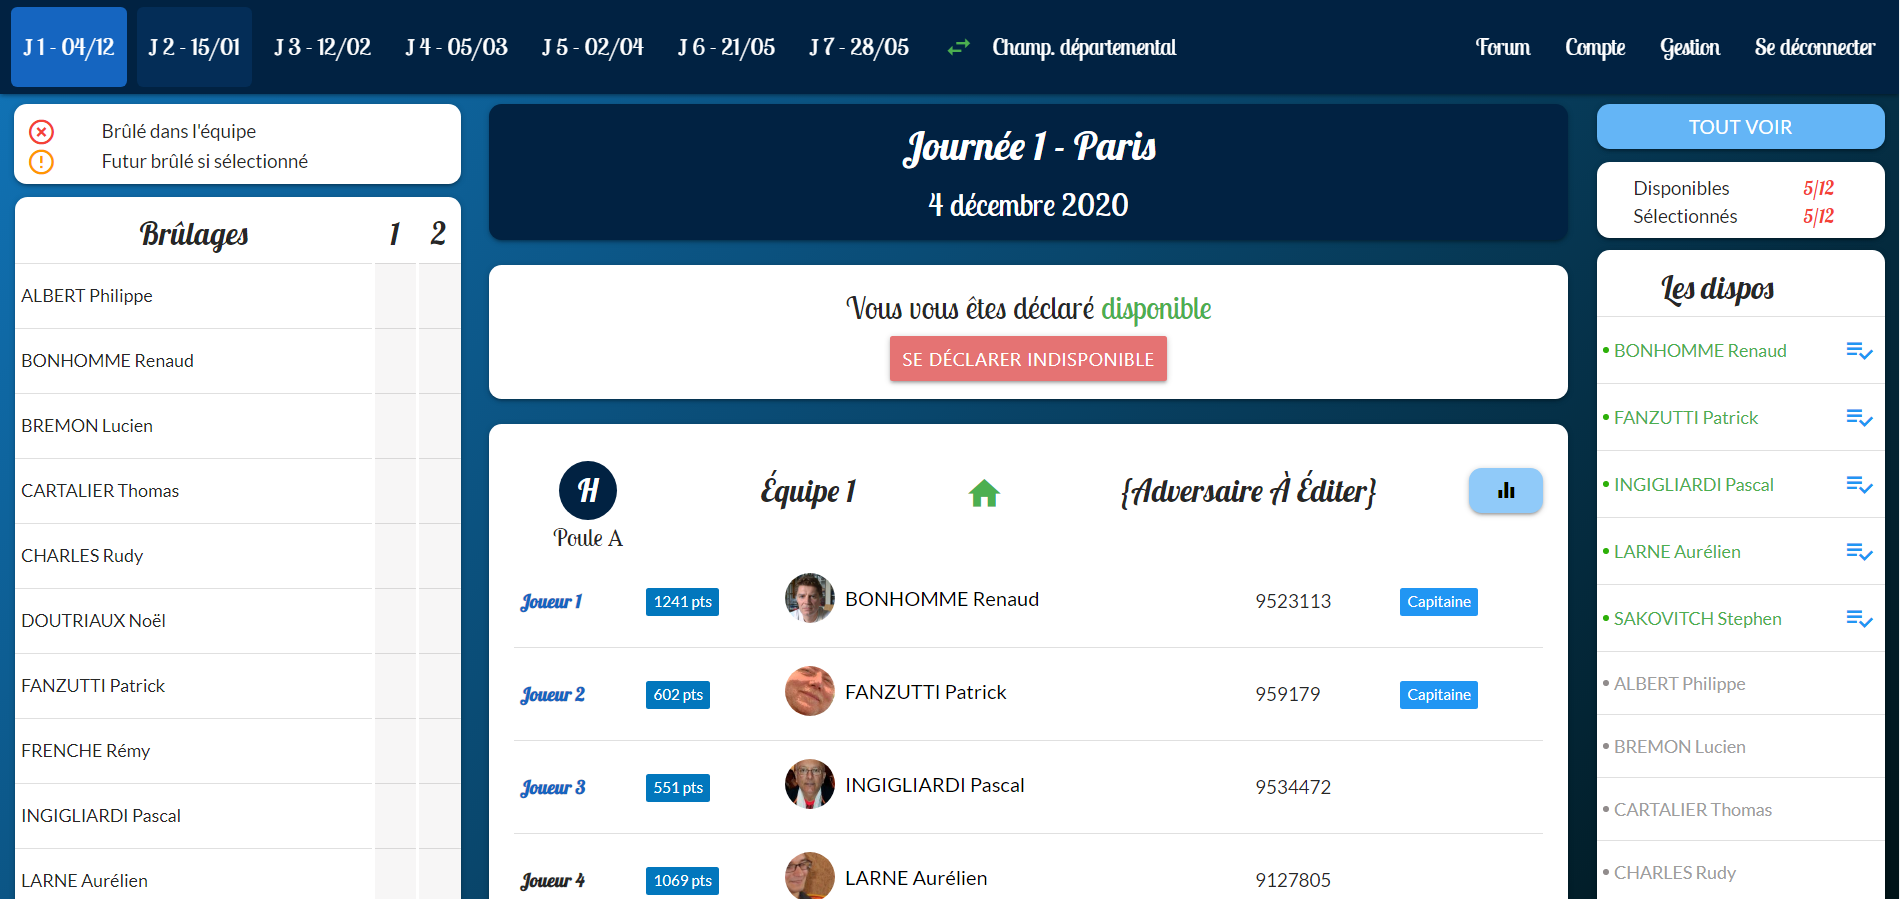 J 1 - 04/12 J 2 - 15/01 J 3 - 12/02 J 4 - 05/03 J 5 - 02/04 J 6 - 21/05 J 7 - 28/05 Champ. départemental Forum Compte Gestion Se déconnecter
Brûlé dans l'équipe
Futur brûlé si sélectionné
Brûlages 1 2
ALBERT Philippe
BONHOMME Renaud
BREMON Lucien
CARTALIER Thomas
CHARLES Rudy
DOUTRIAUX Noël
FANZUTTI Patrick
FRENCHE Rémy
INGIGLIARDI Pascal
LARNE Aurélien
Journée 1 - Paris
4 décembre 2020
Vous vous êtes déclaré disponible
SE DÉCLARER INDISPONIBLE
H Équipe 1 {Adversaire À Éditer}
Poule A
Joueur 1 1241 pts BONHOMME Renaud 9523113 Capitaine
Joueur 2 602 pts FANZUTTI Patrick 959179 Capitaine
Joueur 3 551 pts INGIGLIARDI Pascal 9534472
Joueur 4 1069 pts LARNE Aurélien 9127805
TOUT VOIR
Disponibles 5/12
Sélectionnés 5/12
Les dispos
• BONHOMME Renaud
• FANZUTTI Patrick
• INGIGLIARDI Pascal
• LARNE Aurélien
• SAKOVITCH Stephen
• ALBERT Philippe
• BREMON Lucien
• CARTALIER Thomas
• CHARLES Rudy